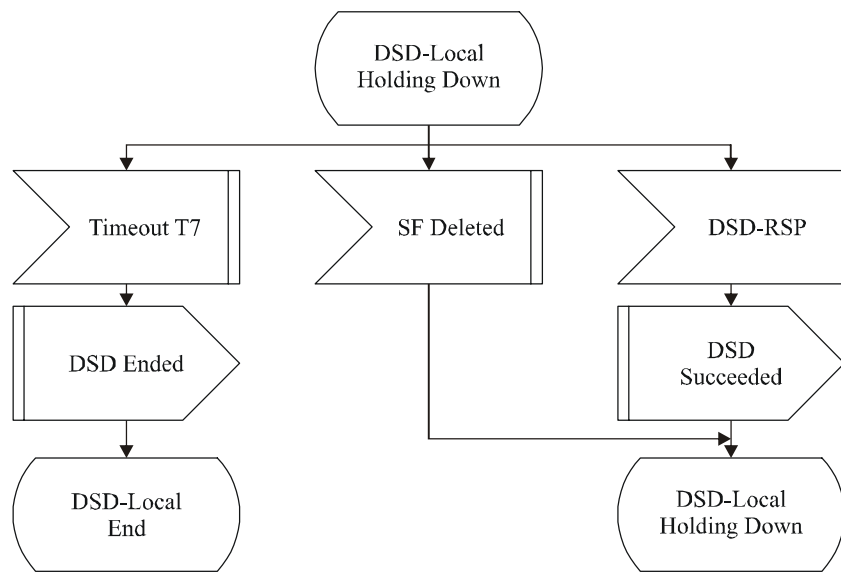 DSD-Local
Holding Down
Timeout T7
SF Deleted
DSD-RSP
DSD Ended
DSD
Succeeded
DSD-Local
End
DSD-Local
Holding Down